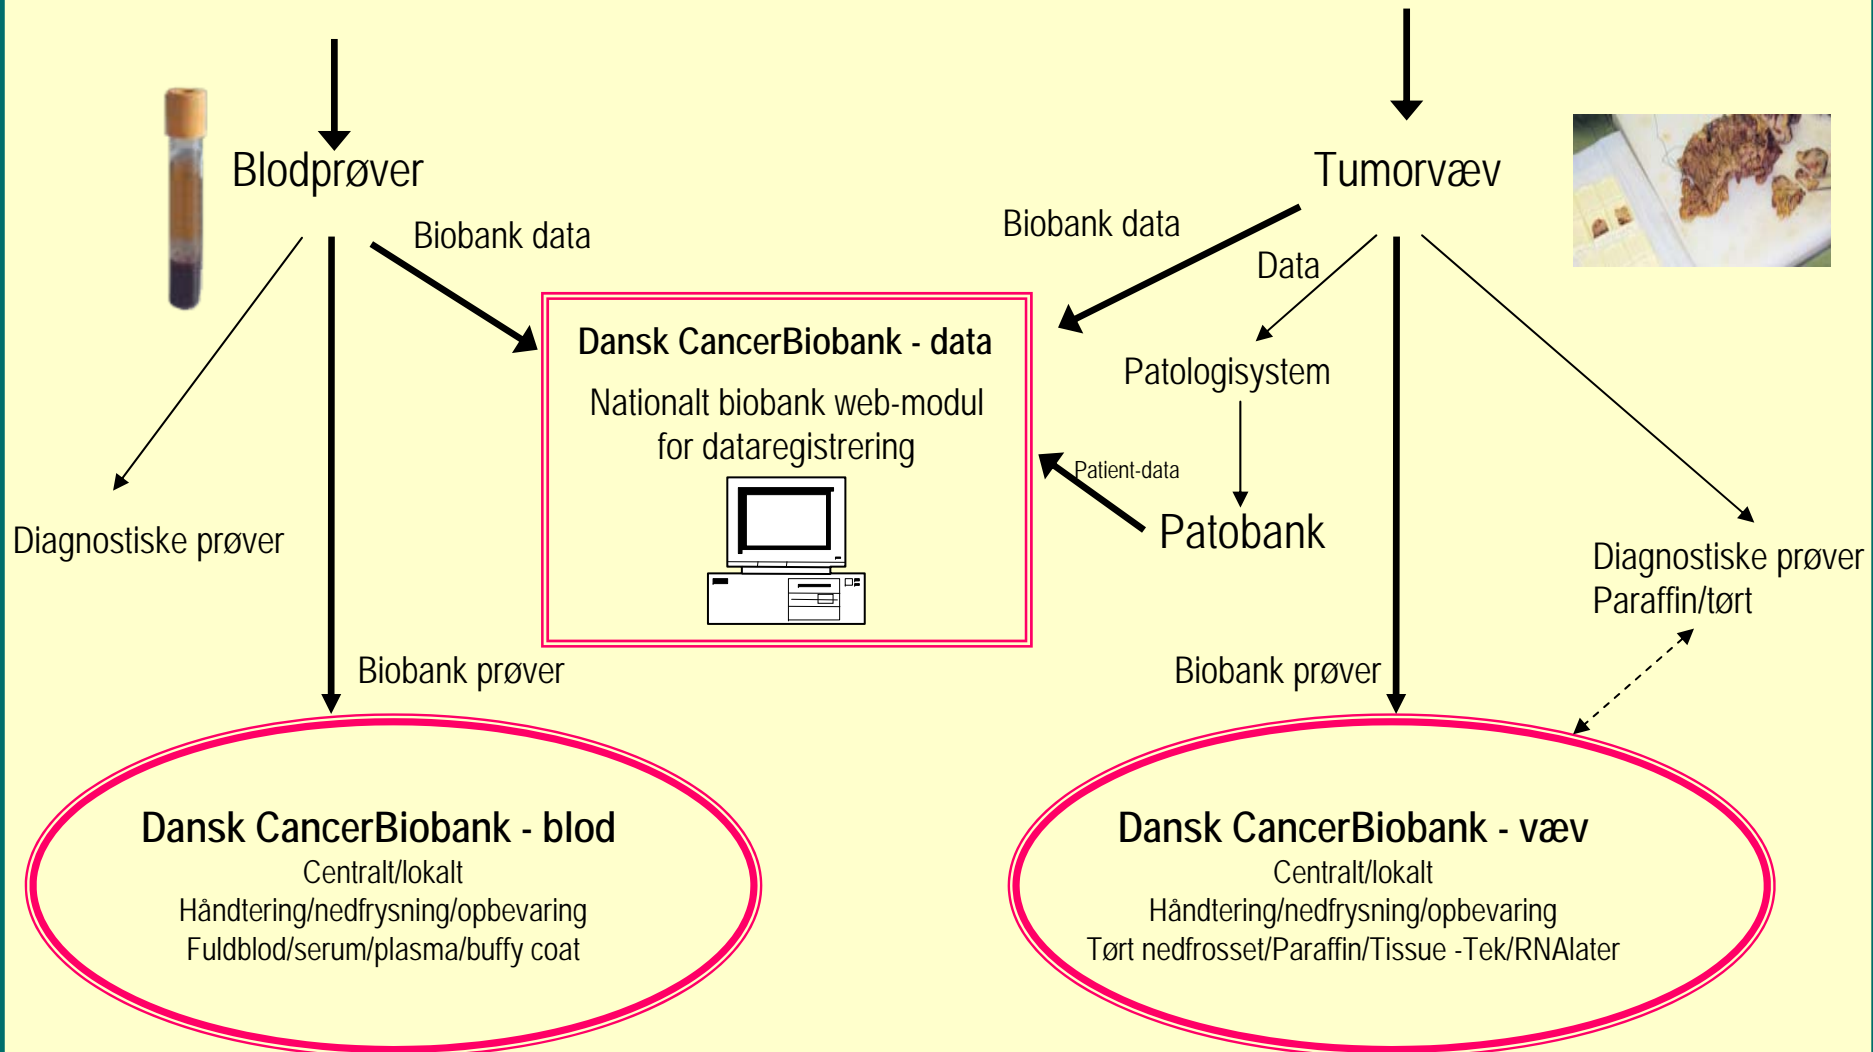 Blodprøver
Tumorvæv
Biobank data
Biobank data
Data
Dansk CancerBiobank - data
Nationalt biobank web-modul
for dataregistrering
Patologisystem
Patient-data
Patobank
Diagnostiske prøver
Diagnostiske prøver
Paraffin/tørt
Biobank prøver
Biobank prøver
Dansk CancerBiobank - blod
Centralt/lokalt
Håndtering/nedfrysning/opbevaring
Fuldblod/serum/plasma/buffy coat
Dansk CancerBiobank - væv
Centralt/lokalt
Håndtering/nedfrysning/opbevaring
Tørt nedfrosset/Paraffin/Tissue -Tek/RNAlater